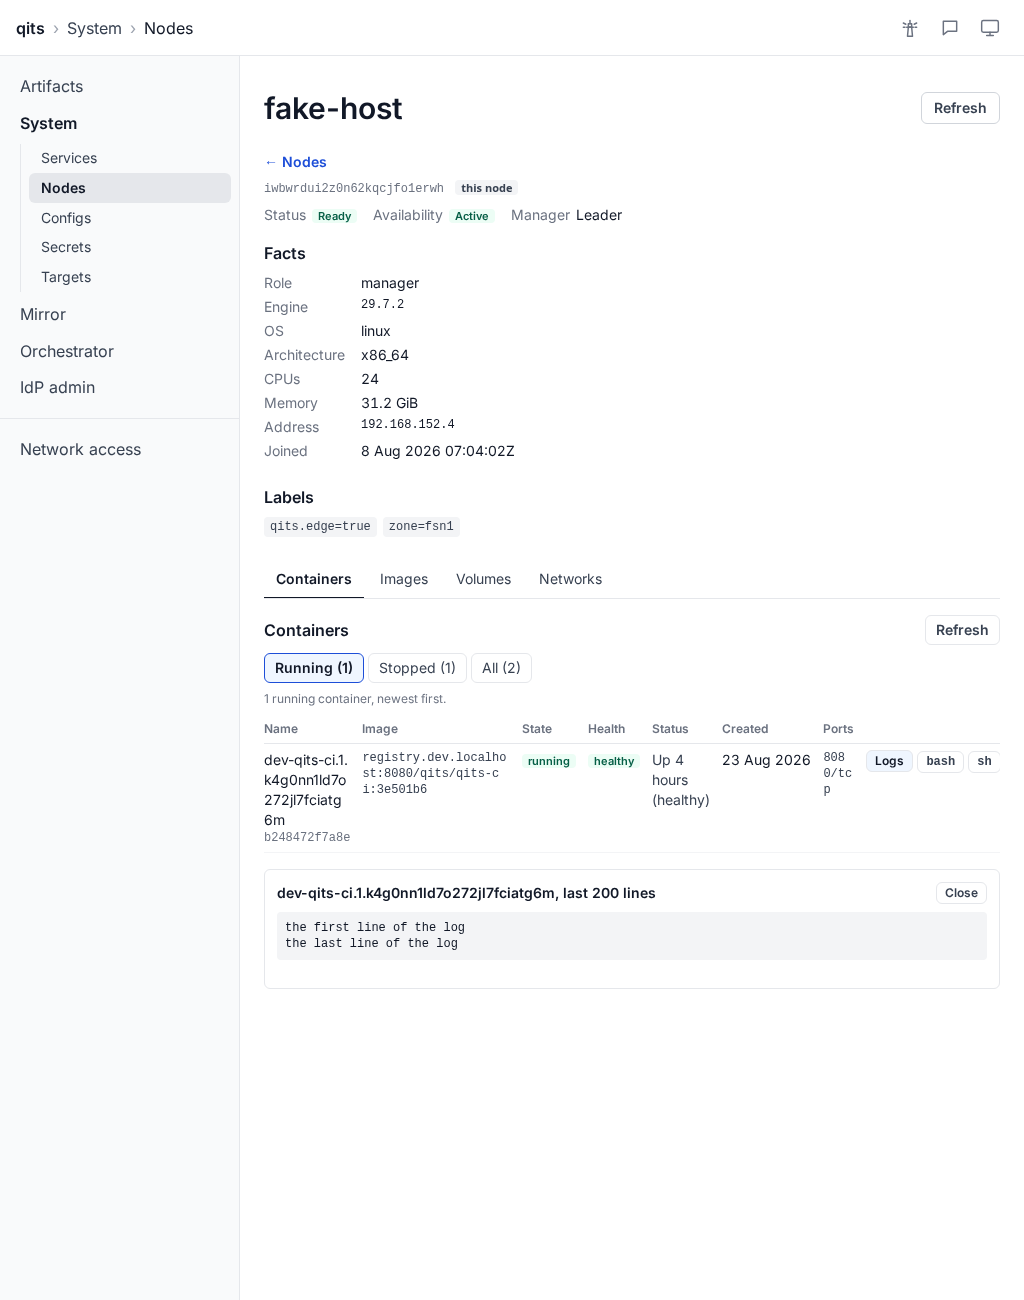 qits › System › Nodes
Artifacts
System
Services
Nodes
Configs
Secrets
Targets
Mirror
Orchestrator
IdP admin
Network access
fake-host
Refresh
← Nodes
iwbwrdui2z0n62kqcjfo1erwh this node
Status Ready Availability Active Manager Leader
Facts
Role manager
Engine 29.7.2
OS linux
Architecture x86_64
CPUs 24
Memory 31.2 GiB
Address 192.168.152.4
Joined 8 Aug 2026 07:04:02Z
Labels
qits.edge=true zone=fsn1
Containers Images Volumes Networks
Containers
Refresh
Running (1) Stopped (1) All (2)
1 running container, newest first.
Name Image State Health Status Created Ports
dev-qits-ci.1.
k4g0nn1ld7o
272jl7fciatg
6m
b248472f7a8e
registry.dev.localho
st:8080/qits/qits-c
i:3e501b6
running
healthy
Up 4
hours
(healthy)
23 Aug 2026
808
0/tc
p
Logs bash sh
dev-qits-ci.1.k4g0nn1ld7o272jl7fciatg6m, last 200 lines
Close
the first line of the log
the last line of the log